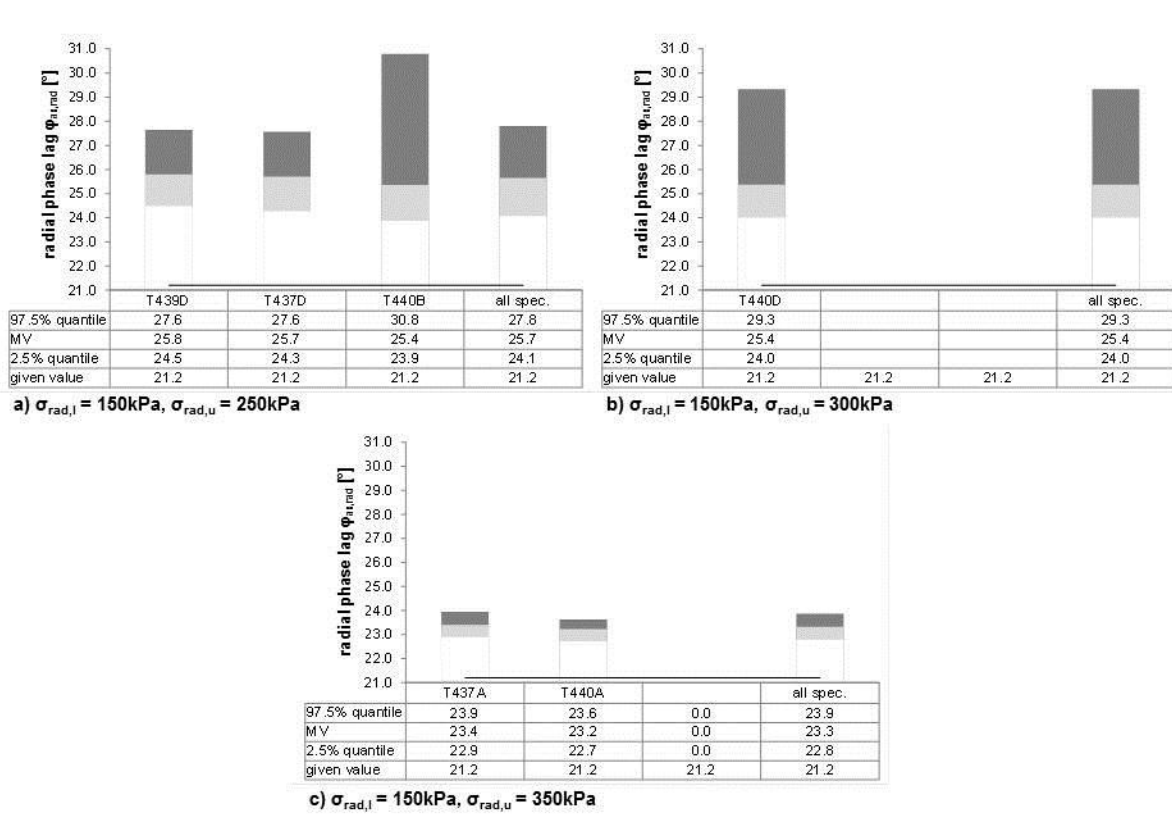 radial phase lag φa1,rad [°]
31.0
30.0
29.0
28.0
27.0
26.0
25.0
24.0
23.0
22.0
21.0
T439D T437D T440B all spec.
97.5% quantile 27.6 27.6 30.8 27.8
MV 25.8 25.7 25.4 25.7
2.5% quantile 24.5 24.3 23.9 24.1
given value 21.2 21.2 21.2 21.2
a) σrad,l = 150kPa, σrad,u = 250kPa
radial phase lag φa1,rad [°]
31.0
30.0
29.0
28.0
27.0
26.0
25.0
24.0
23.0
22.0
21.0
T440D all spec.
97.5% quantile 29.3 29.3
MV 25.4 25.4
2.5% quantile 24.0 24.0
given value 21.2 21.2 21.2 21.2
b) σrad,l = 150kPa, σrad,u = 300kPa
radial phase lag φa1,rad [°]
31.0
30.0
29.0
28.0
27.0
26.0
25.0
24.0
23.0
22.0
21.0
T437A T440A all spec.
97.5% quantile 23.9 23.6 0.0 23.9
MV 23.4 23.2 0.0 23.3
2.5% quantile 22.9 22.7 0.0 22.8
given value 21.2 21.2 21.2 21.2
c) σrad,l = 150kPa, σrad,u = 350kPa